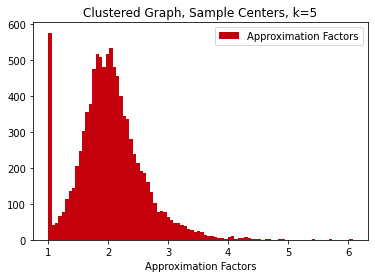 Clustered Graph, Sample Centers, k=5
Approximation Factors
600
500
400
300
200
100
0
1 2 3 4 5 6
Approximation Factors